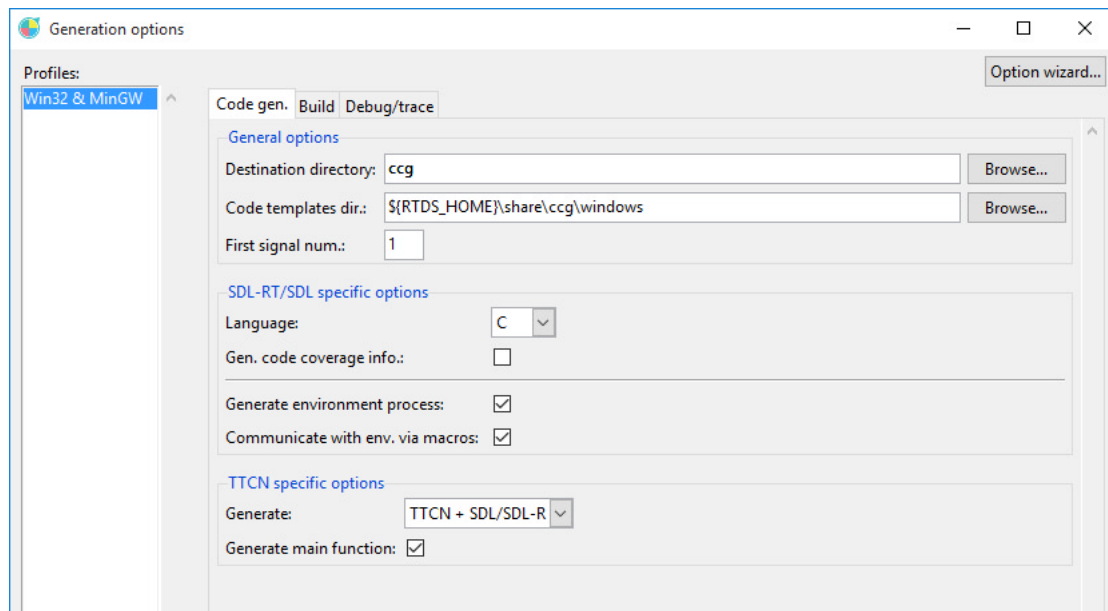 Generation options
Profiles:
Option wizard...
Win32 & MinGW
Code gen. Build Debug/trace
General options
Destination directory: ccg Browse...
Code templates dir.: ${RTDS_HOME}\share\ccg\windows Browse...
First signal num.: 1
SDL-RT/SDL specific options
Language: C
Gen. code coverage info.:
Generate environment process:
Communicate with env. via macros:
TTCN specific options
Generate: TTCN + SDL/SDL-R
Generate main function: